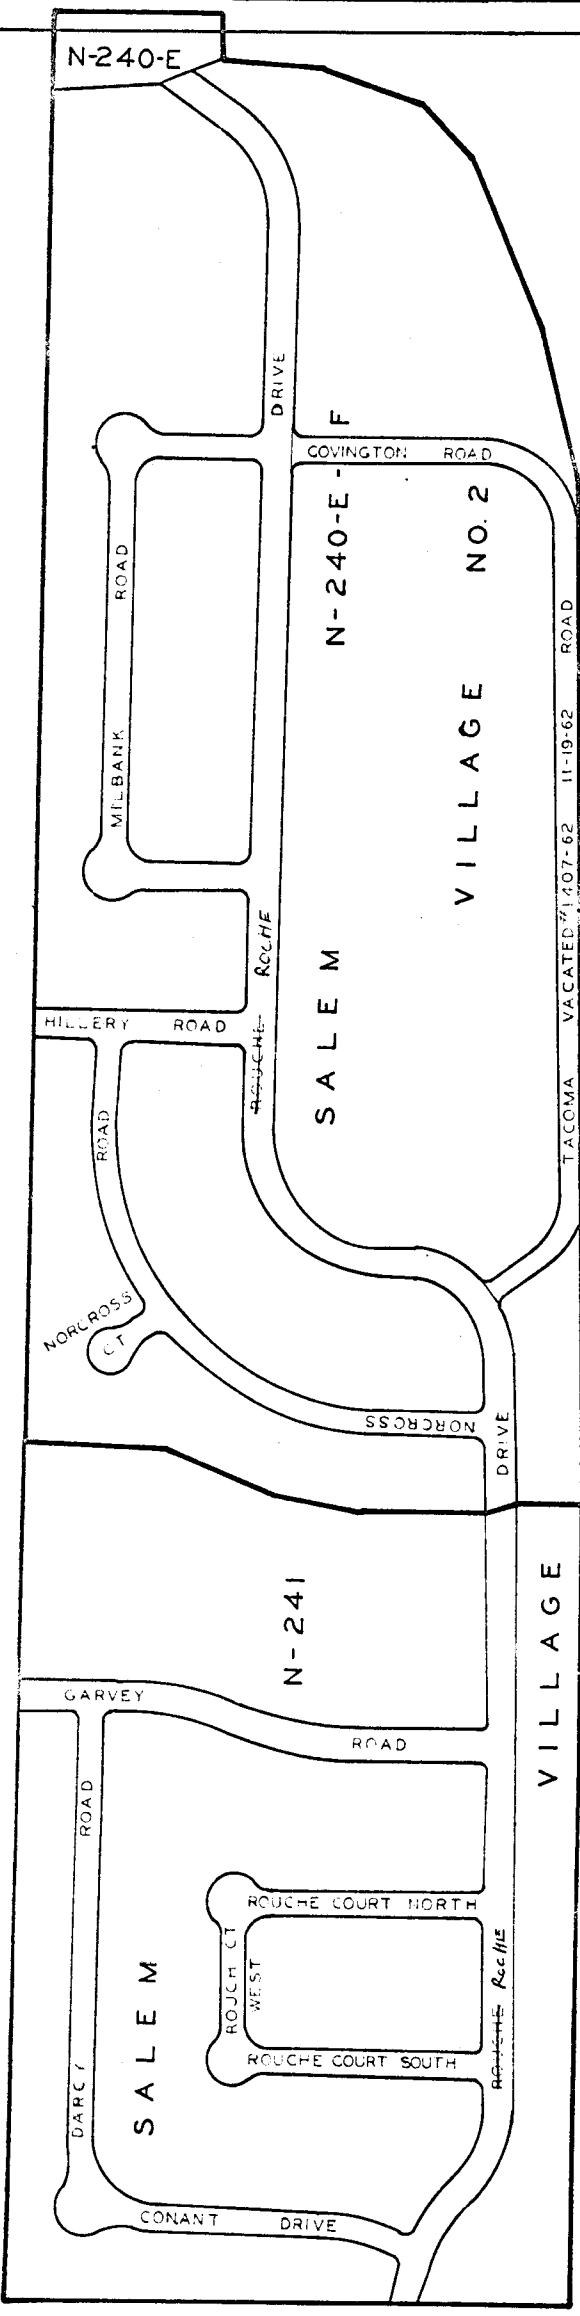 N-240-E
DRIVE
COVINGTON ROAD
N-240-E-F
NO. 2
ROAD
MILBANK
VILLAGE
SALEM
TACOMA VACATED #1407-62 11-19-62 ROAD
ROUCHE ROCHE
HILLERY ROAD
ROAD
NORCROSS
CT
NORCROSS
DRIVE
N-241
VILLAGE
GARVEY
ROAD
ROAD
DARCY
SALEM
ROUCHE COURT NORTH
ROUCH CT
WEST
ROUCHE COURT SOUTH
ROUCHE ROCHE
CONANT DRIVE